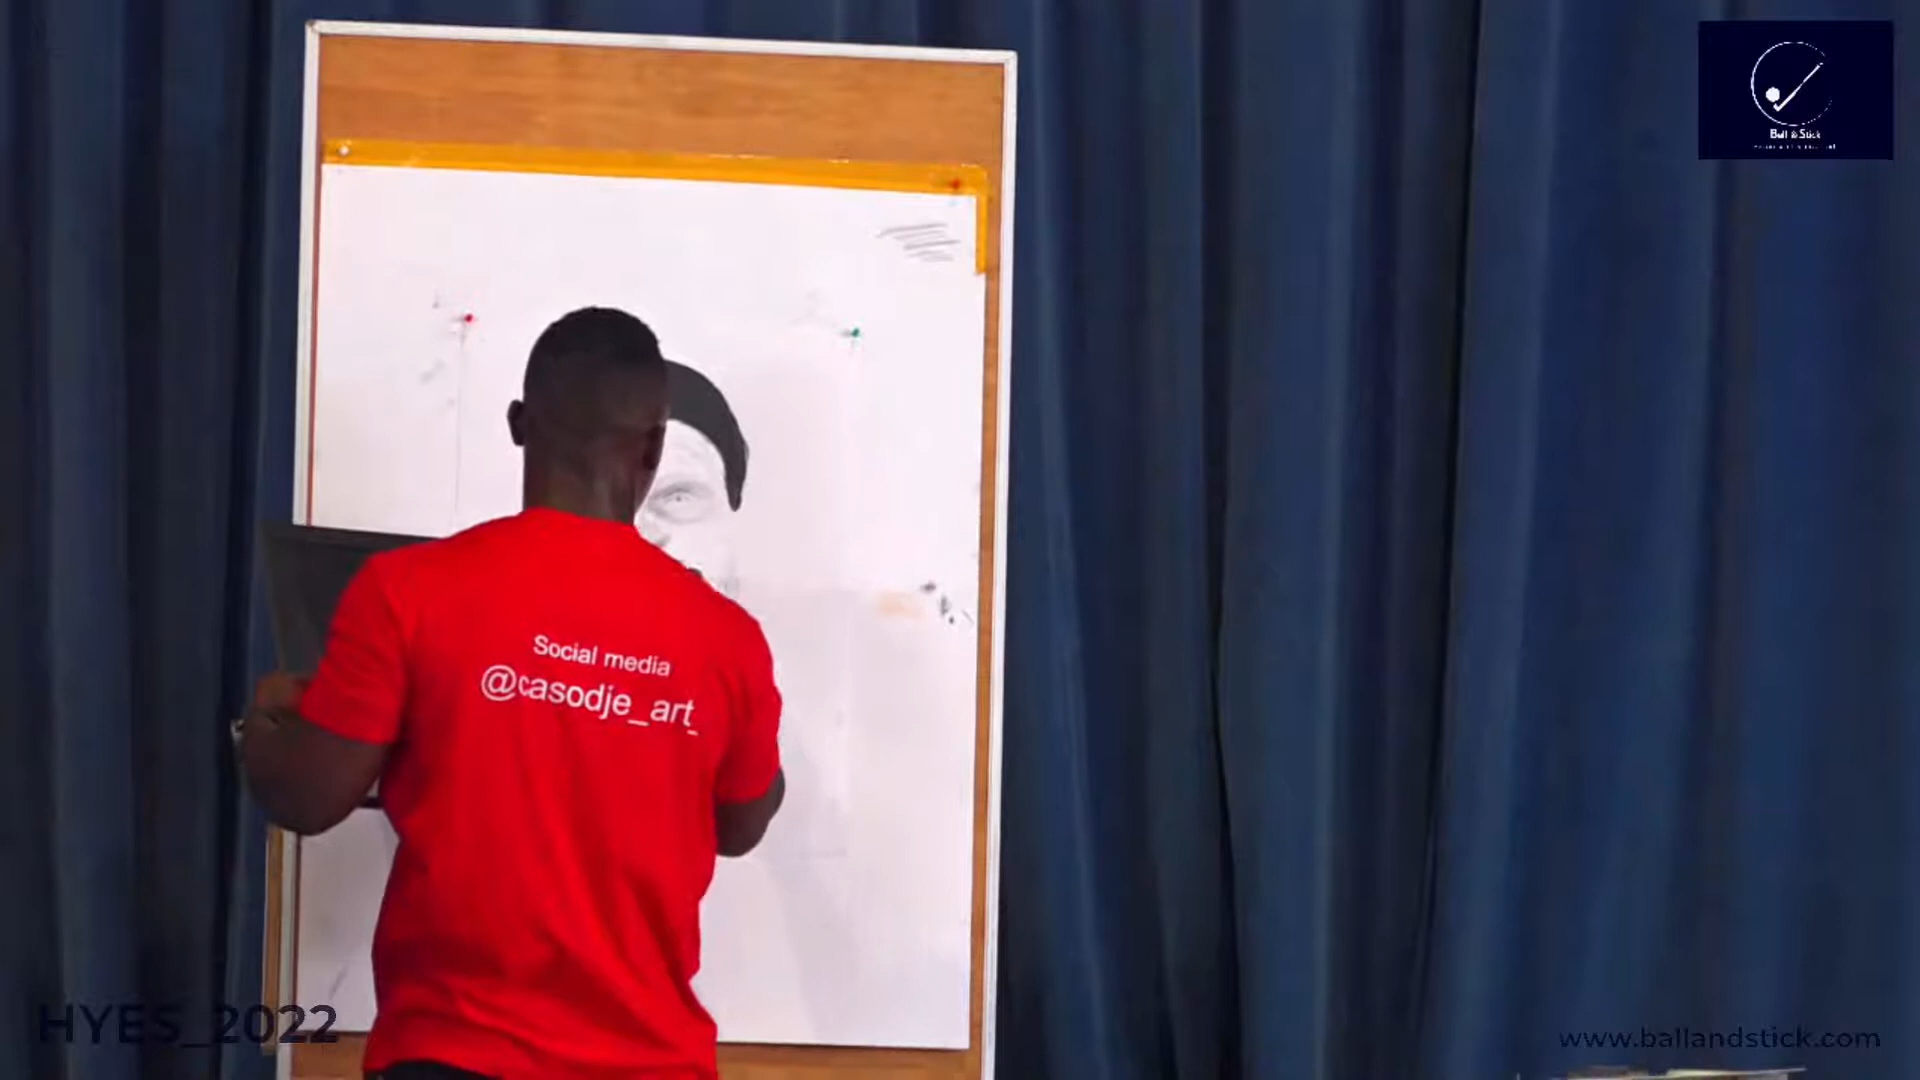 Ball & Stick
Social media
@casodje_art_
HYES_2022
www.ballandstick.com